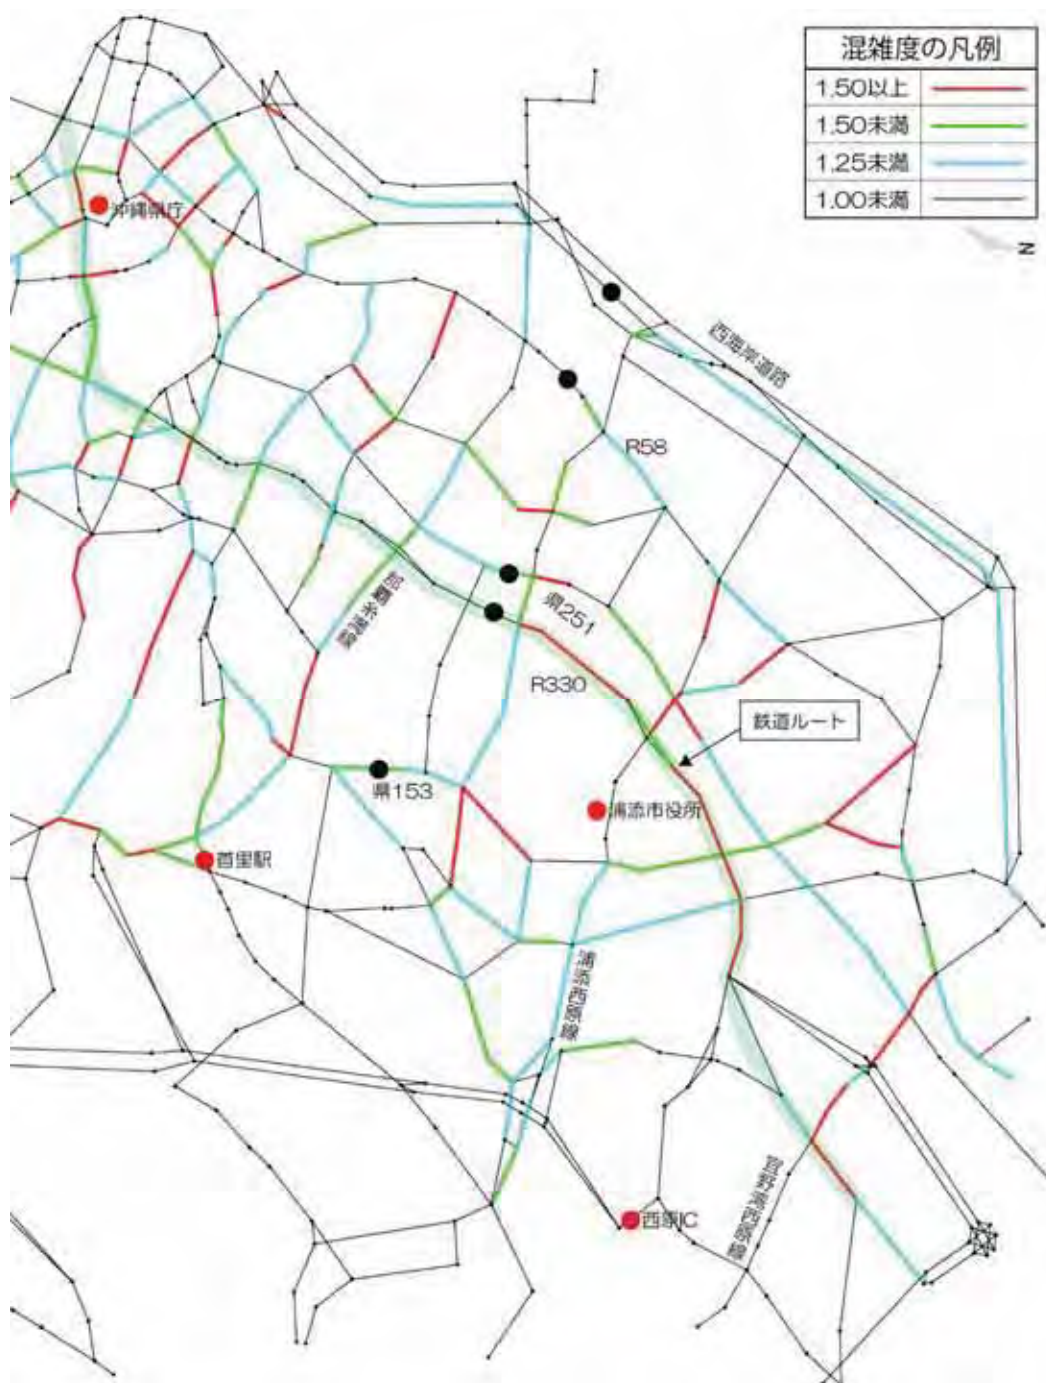 混雑度の凡例
1.50以上
1.50未満
1.25未満
1.00未満
N
沖縄県庁
西海岸道路
R58
県251
那覇糸満線
R330
鉄道ルート
県153
浦添市役所
首里駅
浦添西原線
宜野湾西原線
西原IC